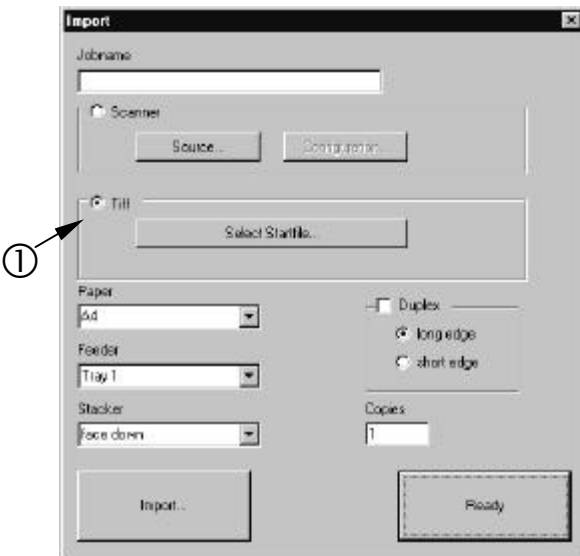 Import
Jobname
Scanner
Source...
Configuration...
Tiff
Select Startfile...
①
Paper
A4
Duplex
long edge
short edge
Feeder
Tray 1
Stacker
face down
Copies
1
Import...
Ready